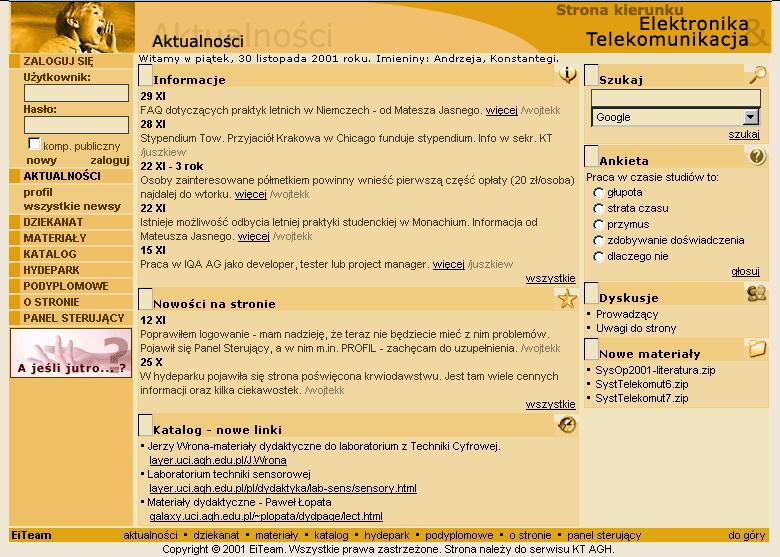 Strona kierunku
Elektronika
Telekomunikacja &
Aktualności
Aktualności
Witamy w piątek, 30 listopada 2001 roku. Imieniny: Andrzeja, Konstantegi.
ZALOGUJ SIĘ
Użytkownik:
Hasło:
komp. publiczny
nowy zaloguj
AKTUALNOŚCI
profil
wszystkie newsy
DZIEKANAT
MATERIAŁY
KATALOG
HYDEPARK
PODYPLOMOWE
O STRONIE
PANEL STERUJĄCY
A jeśli jutro...?
?
Informacje
29 XI
FAQ dotyczących praktyk letnich w Niemczech - od Matesza Jasnego. więcej /wojtekk
28 XI
Stypendium Tow. Przyjaciół Krakowa w Chicago funduje stypendium. Info w sekr. KT
/juszkiew
22 XI - 3 rok
Osoby zainteresowane półmetkiem powinny wnieść pierwszą część opłaty (20 zł/osoba)
najdalej do wtorku. więcej /wojtekk
22 XI
Istnieje możliwość odbycia letniej praktyki studenckiej w Monachium. Informacja od
Mateusza Jasnego. więcej /wojtekk
15 XI
Praca w IQA AG jako developer, tester lub project manager. więcej /juszkiew
wszystkie
Nowości na stronie
12 XI
Poprawiłem logowanie - mam nadzieję, że teraz nie będziecie mieć z nim problemów.
Pojawił się Panel Sterujący, a w nim m.in. PROFIL - zachęcam do uzupełnienia. /wojtekk
25 X
W hydeparku pojawiła się strona poświęcona krwiodawstwu. Jest tam wiele cennych
informacji oraz kilka ciekawostek. /wojtekk
wszystkie
Katalog - nowe linki
▪ Jerzy Wrona-materiały dydaktyczne do laboratorium z Techniki Cyfrowej.
layer.uci.agh.edu.pl/J.Wrona
▪ Laboratorium techniki sensorowej
layer.uci.agh.edu.pl/pl/dydaktyka/lab-sens/sensory.html
▪ Materiały dydaktyczne - Paweł Łopata
galaxy.uci.agh.edu.pl/~plopata/dydpage/lect.html
Szukaj
Google
szukaj
Ankieta
?
Praca w czasie studiów to:
głupota
strata czasu
przymus
zdobywanie doświadczenia
dlaczego nie
głosuj
Dyskusje
▪ Prowadzący
▪ Uwagi do strony
Nowe materiały
▪ SysOp2001-literatura.zip
▪ SystTelekomut6.zip
▪ SystTelekomut7.zip
EiTeam aktualności ▪ dziekanat ▪ materiały ▪ katalog ▪ hydepark ▪ podyplomowe ▪ o stronie ▪ panel sterujący do góry
Copyright © 2001 EiTeam. Wszystkie prawa zastrzeżone. Strona należy do serwisu KT AGH.